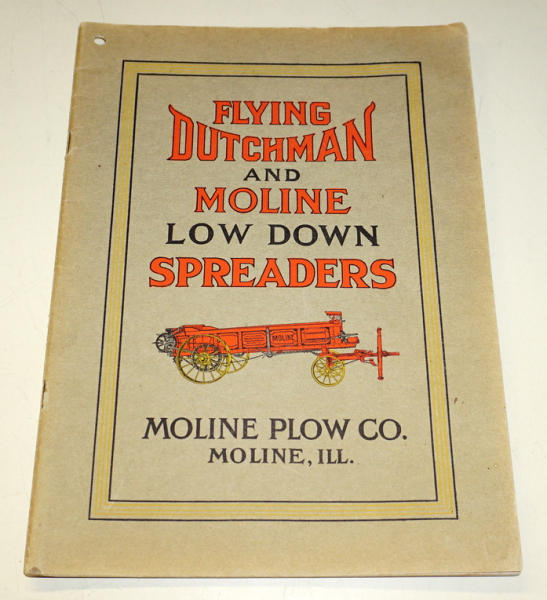 FLYING
DUTCHMAN
AND
MOLINE
LOW DOWN
SPREADERS
MOLINE
MOLINE PLOW CO.
MOLINE, ILL.